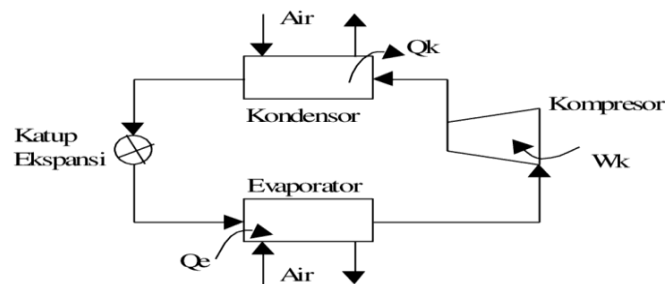 Air
Qk
Kompresor
Kondensor
Katup
Ekspansi
Wk
Evaporator
Qe
Air